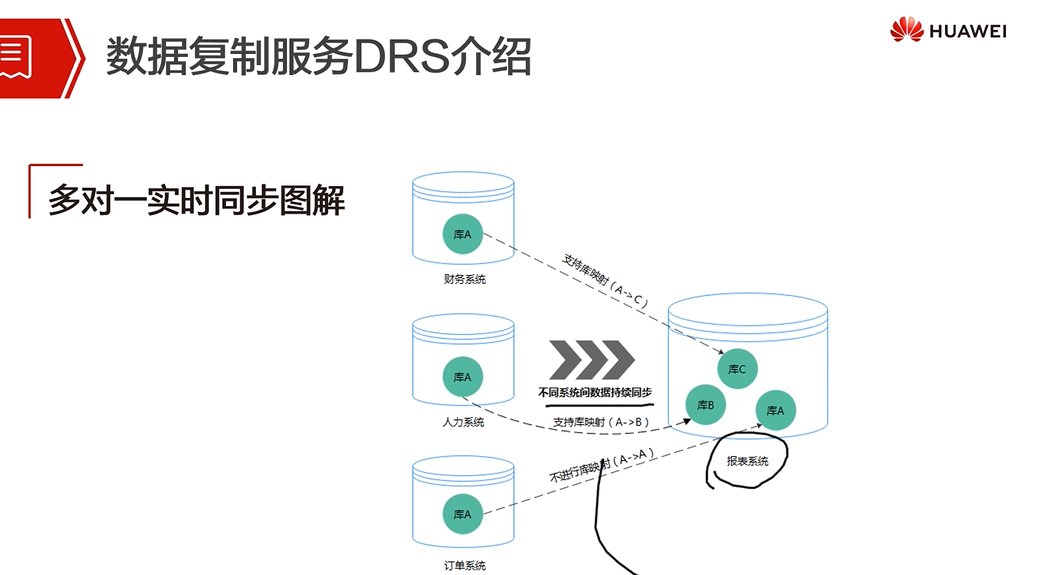 数据复制服务DRS介绍
HUAWEI
多对一实时同步图解
库A
财务系统
支持库映射（A->C）
库A
人力系统
不同系统间数据持续同步
支持库映射（A->B）
库C
库B
库A
报表系统
不进行库映射（A->A）
库A
订单系统